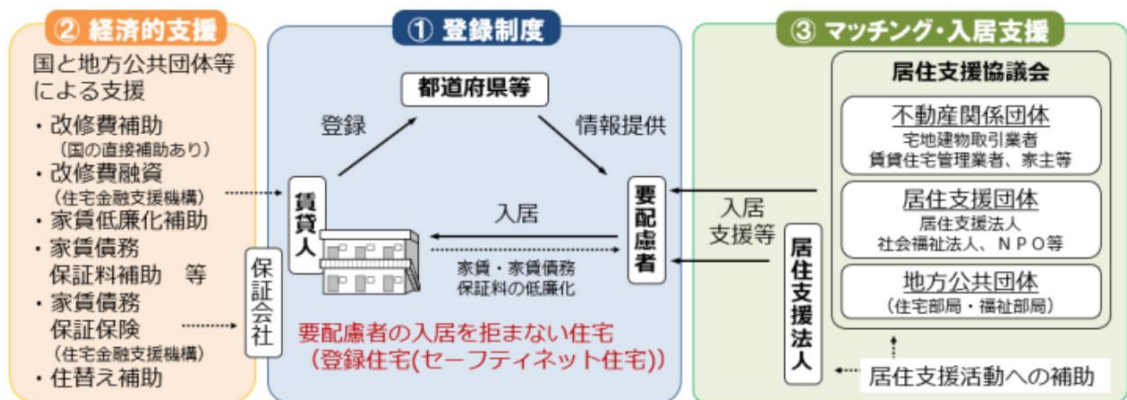 ② 経済的支援
国と地方公共団体等
による支援
・改修費補助
（国の直接補助あり）
・改修費融資
（住宅金融支援機構）
・家賃低廉化補助
・家賃債務
保証料補助　等
・家賃債務
保証保険
（住宅金融支援機構）
・住替え補助
① 登録制度
都道府県等
登録
情報提供
賃貸人
要配慮者
入居
家賃・家賃債務
保証料の低廉化
保証会社
要配慮者の入居を拒まない住宅
（登録住宅(セーフティネット住宅)）
③ マッチング・入居支援
居住支援協議会
不動産関係団体
宅地建物取引業者
賃貸住宅管理業者、家主等
居住支援団体
居住支援法人
社会福祉法人、ＮＰＯ等
地方公共団体
（住宅部局・福祉部局）
入居
支援等
居住支援法人
居住支援活動への補助